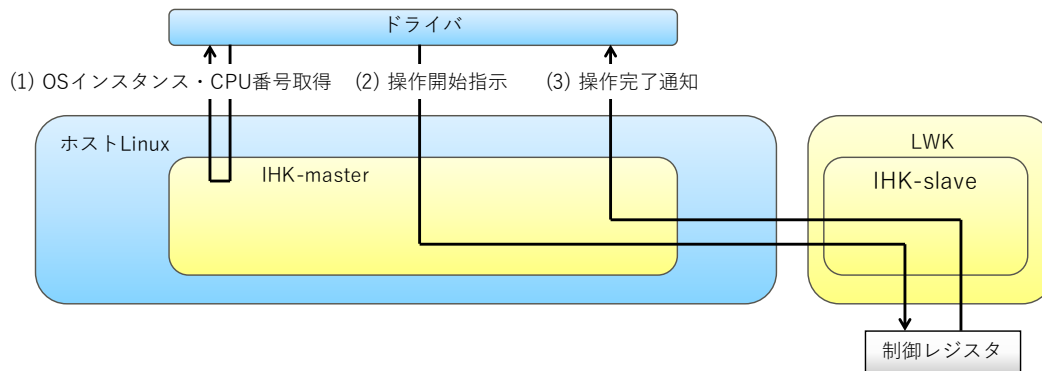 ドライバ
(1) OSインスタンス・CPU番号取得
(2) 操作開始指示
(3) 操作完了通知
ホストLinux
IHK-master
LWK
IHK-slave
制御レジスタ